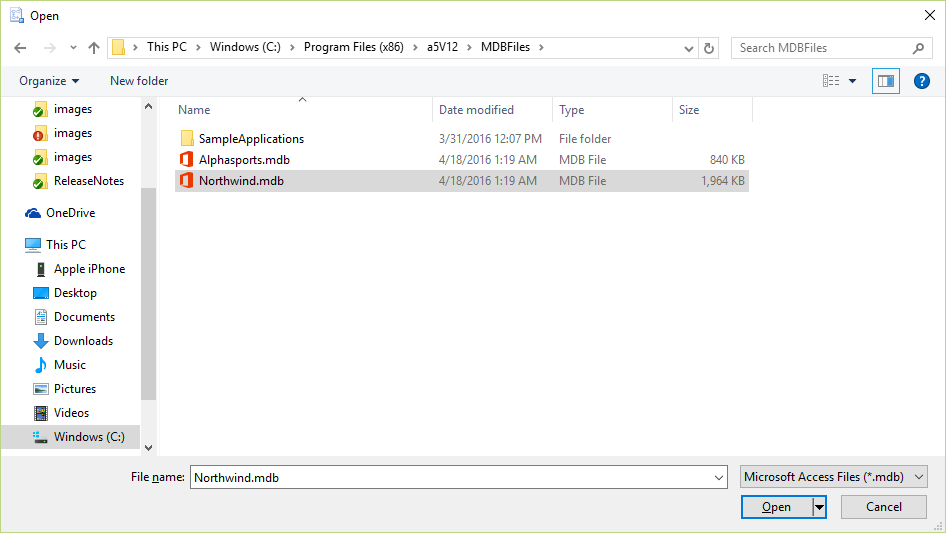 Open
This PC > Windows (C:) > Program Files (x86) > a5V12 > MDBFiles >
Search MDBFiles
Organize
New folder
images
images
images
ReleaseNotes
OneDrive
This PC
Apple iPhone
Desktop
Documents
Downloads
Music
Pictures
Videos
Windows (C:)
Name Date modified Type Size
SampleApplications 3/31/2016 12:07 PM File folder
Alphasports.mdb 4/18/2016 1:19 AM MDB File 840 KB
Northwind.mdb 4/18/2016 1:19 AM MDB File 1,964 KB
File name: Northwind.mdb Microsoft Access Files (*.mdb)
Open Cancel